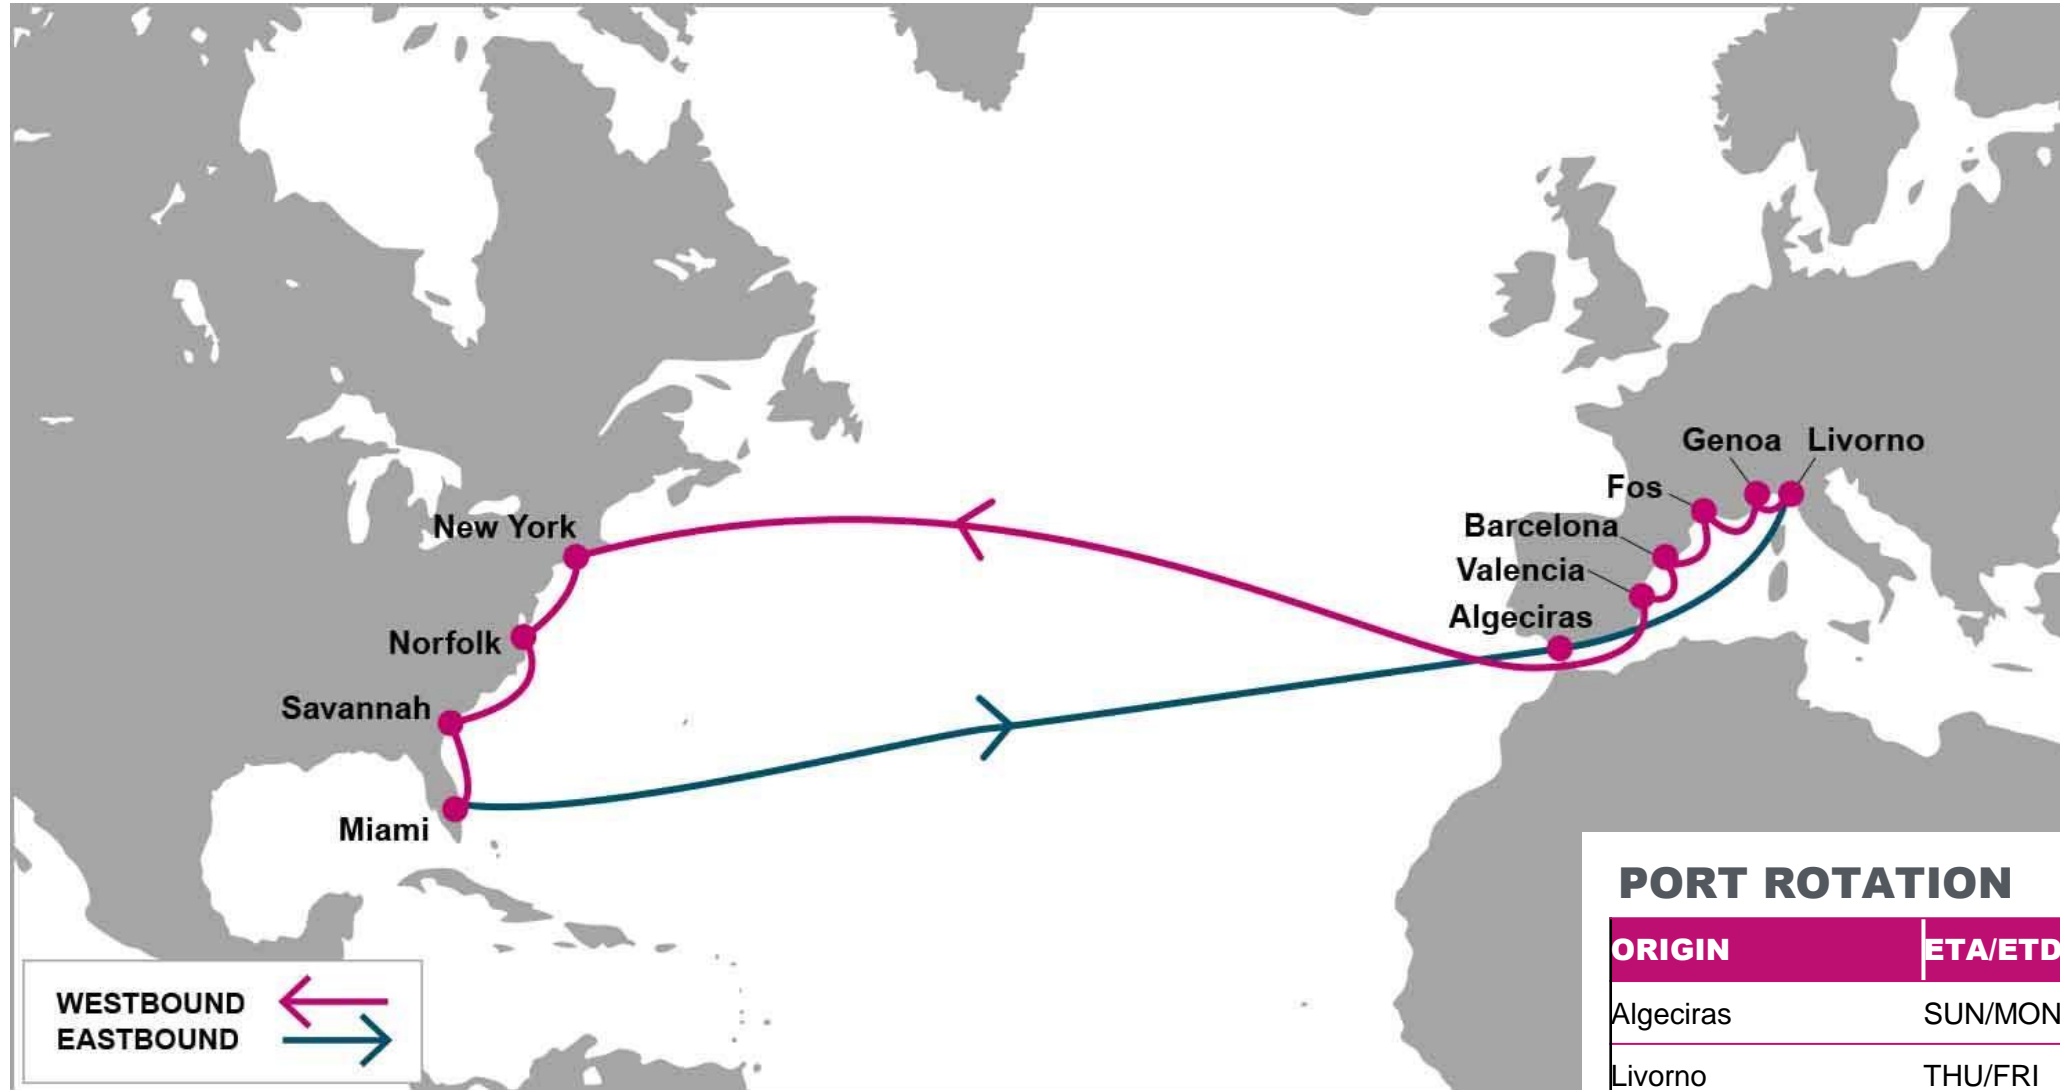 Genoa
Livorno
Fos
Barcelona
New York
Valencia
Algeciras
Norfolk
Savannah
Miami
PORT ROTATION
ORIGIN ETA/ETD
WESTBOUND
Algeciras SUN/MON
EASTBOUND
Livorno THU/FRI